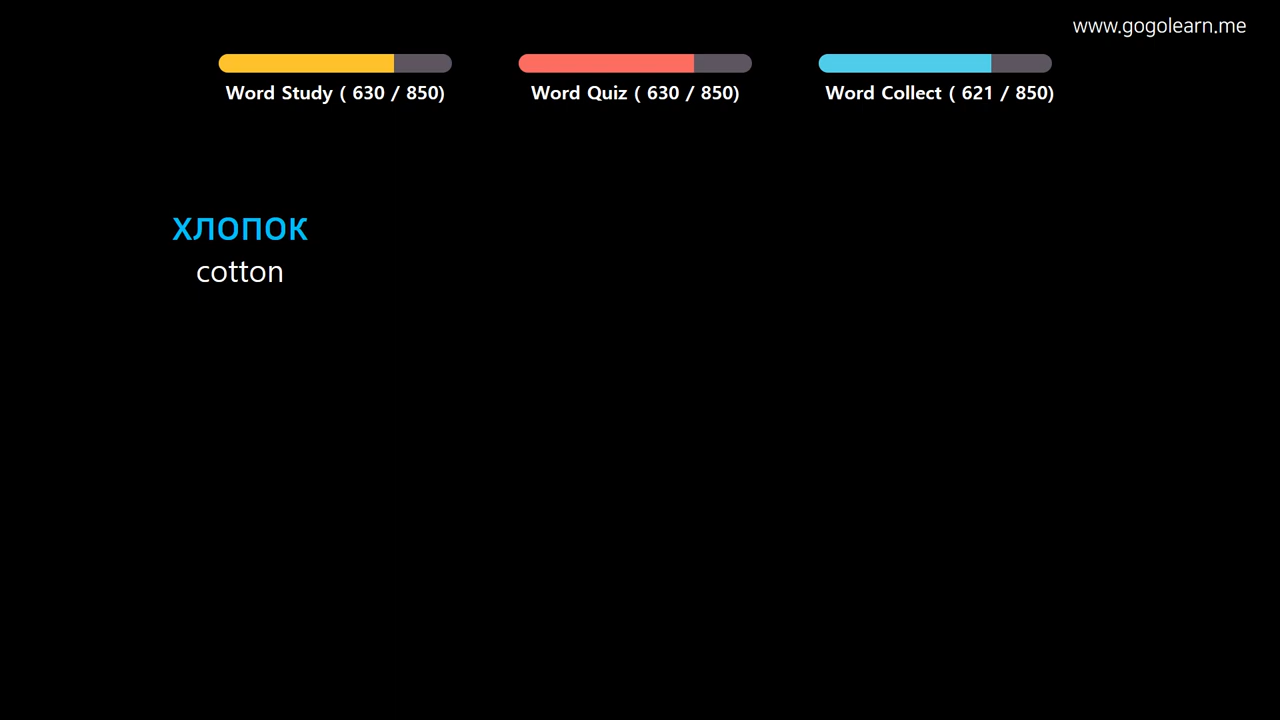 www.gogolearn.me
Word Study ( 630 / 850)
Word Quiz ( 630 / 850)
Word Collect ( 621 / 850)
хлопок
cotton